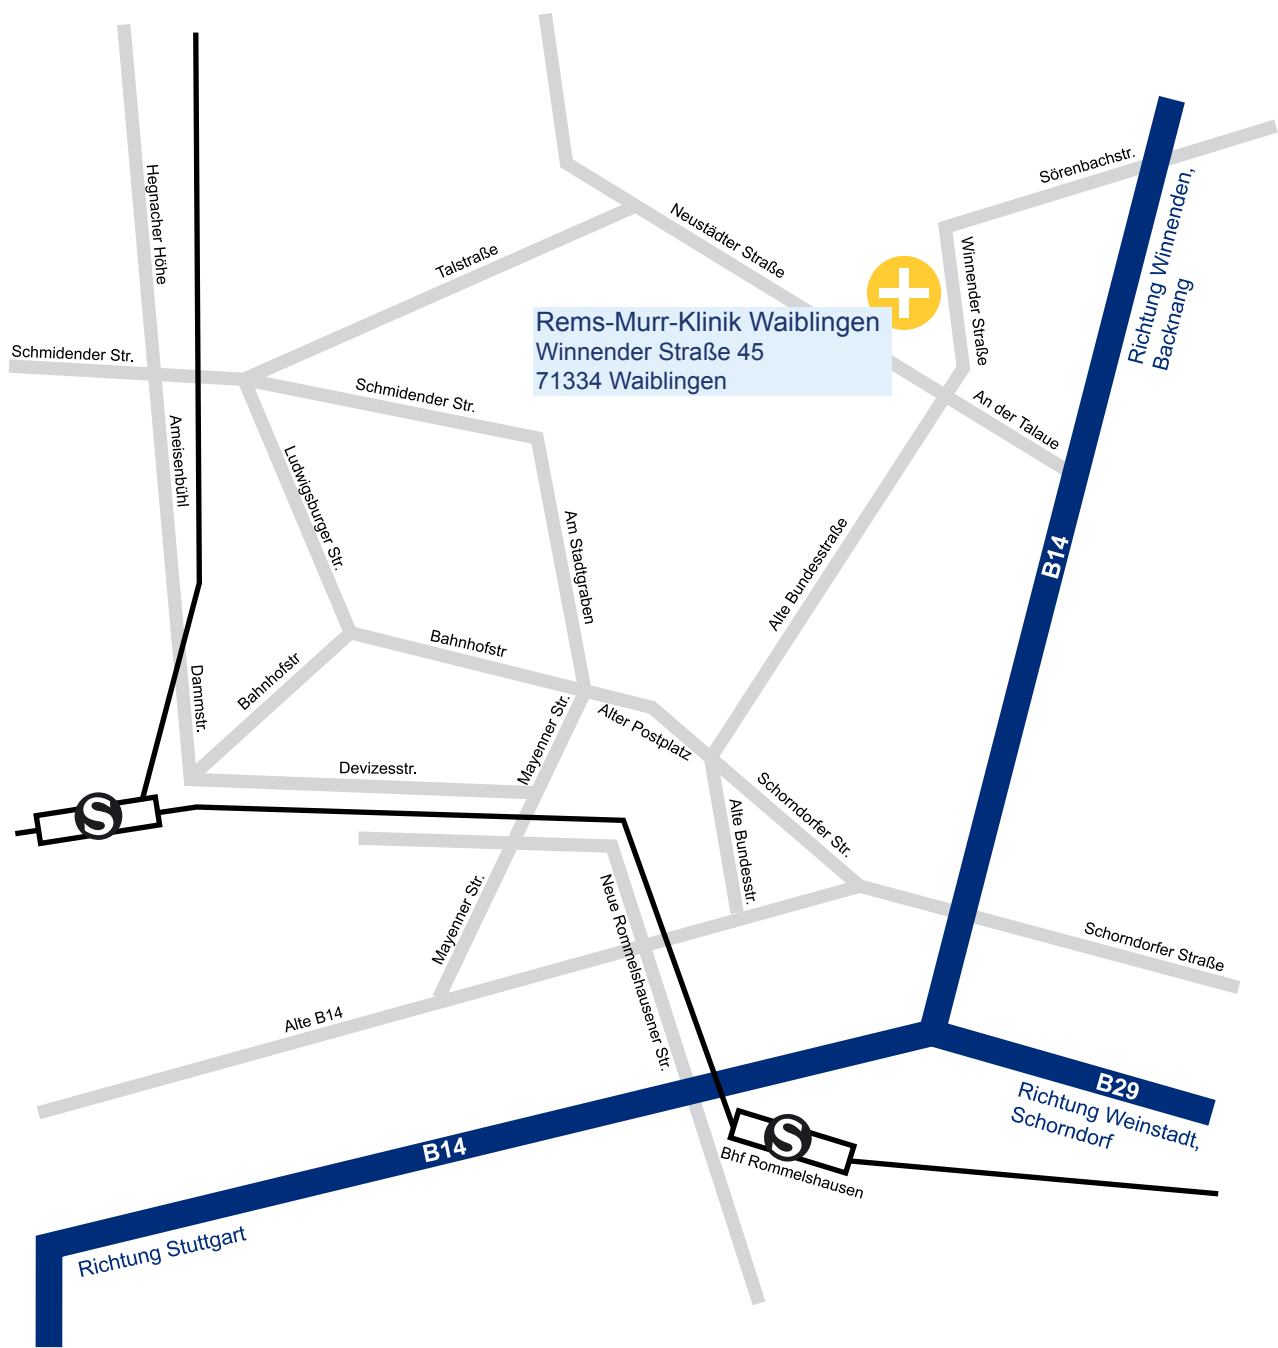 Sörenbachstr.
Hegnacher Höhe
Neustädter Straße
Talstraße
Winnender Straße
Richtung Winnenden,
Backnang
Rems-Murr-Klinik Waiblingen
Winnender Straße 45
71334 Waiblingen
Schmidender Str.
Schmidender Str.
An der Talaue
Ameisenbühl
Ludwigsburger Str.
Am Stadtgraben
Alte Bundesstraße
B14
Bahnhofstr
Bahnhofstr
Dammstr.
Mayenner Str.
Alter Postplatz
Devizesstr.
Schorndorfer Str.
S
Alte Bundesstr.
Mayenner Str.
Neue Rommelshausener Str.
Schorndorfer Straße
Alte B14
B29
Richtung Weinstadt,
Schorndorf
B14
S
Bhf Rommelshausen
Richtung Stuttgart